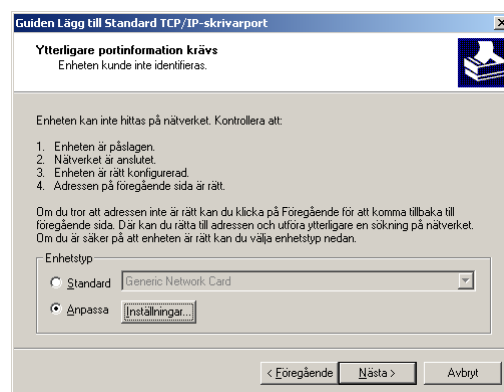 Guiden Lägg till Standard TCP/IP-skrivarport
Ytterligare portinformation krävs
Enheten kunde inte identifieras.
Enheten kan inte hittas på nätverket. Kontrollera att:
1. Enheten är påslagen.
2. Nätverket är anslutet.
3. Enheten är rätt konfigurerad.
4. Adressen på föregående sida är rätt.
Om du tror att adressen inte är rätt kan du klicka på Föregående för att komma tillbaka till
föregående sida. Där kan du rätta till adressen och utföra ytterligare en sökning på nätverket.
Om du är säker på att enheten är rätt kan du välja enhetstyp nedan.
Enhetstyp
Standard Generic Network Card
Anpassa Inställningar...
< Föregående Nästa > Avbryt